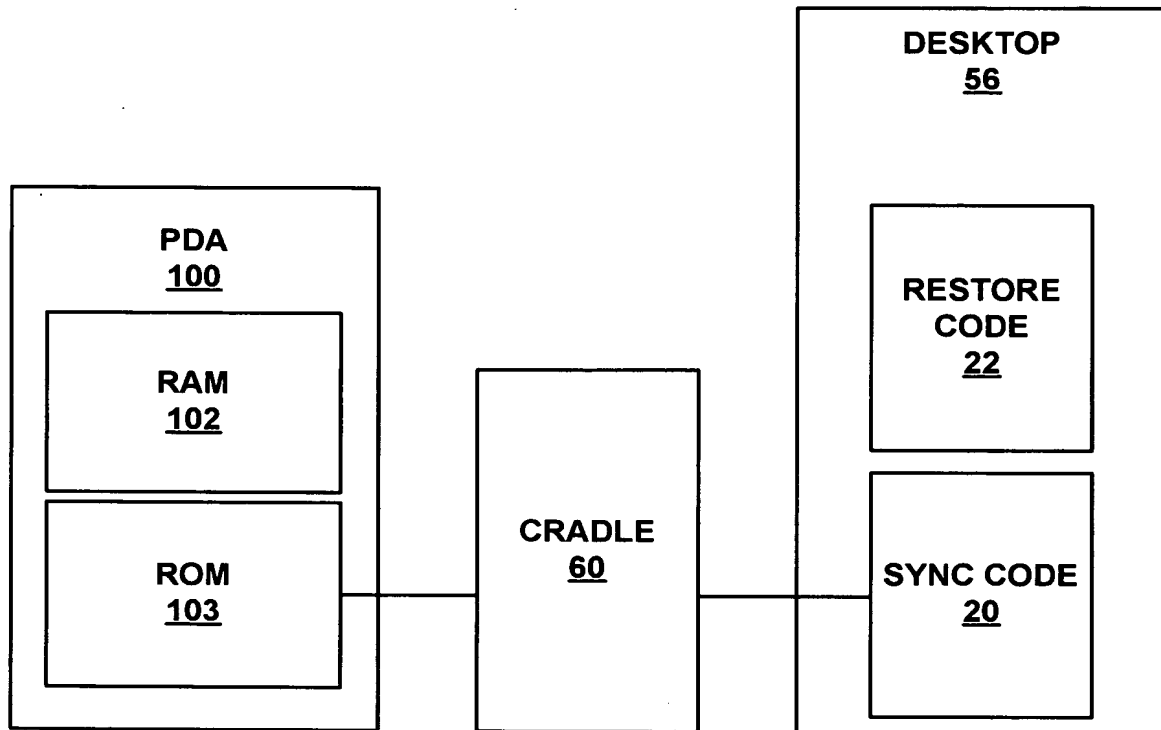 PDA
100
RAM
102
ROM
103
CRADLE
60
DESKTOP
56
RESTORE
CODE
22
SYNC CODE
20